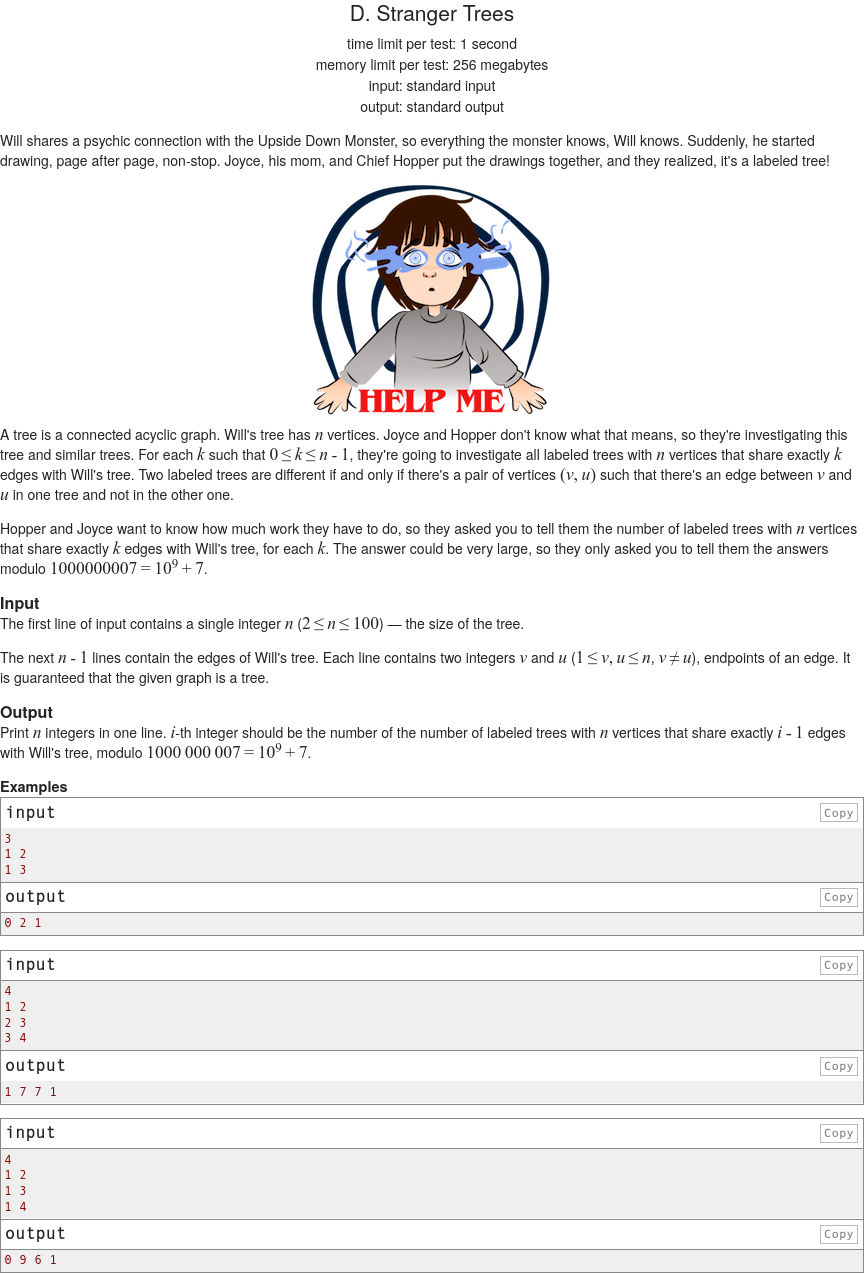 D. Stranger Trees
time limit per test: 1 second
memory limit per test: 256 megabytes
input: standard input
output: standard output
Will shares a psychic connection with the Upside Down Monster, so everything the monster knows, Will knows. Suddenly, he started
drawing, page after page, non-stop. Joyce, his mom, and Chief Hopper put the drawings together, and they realized, it's a labeled tree!
HELP ME
A tree is a connected acyclic graph. Will's tree has n vertices. Joyce and Hopper don't know what that means, so they're investigating this
tree and similar trees. For each k such that 0 ≤ k ≤ n - 1, they're going to investigate all labeled trees with n vertices that share exactly k
edges with Will's tree. Two labeled trees are different if and only if there's a pair of vertices (v, u) such that there's an edge between v and
u in one tree and not in the other one.
Hopper and Joyce want to know how much work they have to do, so they asked you to tell them the number of labeled trees with n vertices
that share exactly k edges with Will's tree, for each k. The answer could be very large, so they only asked you to tell them the answers
modulo 1000000007 = 10⁹ + 7.
Input
The first line of input contains a single integer n (2 ≤ n ≤ 100) — the size of the tree.
The next n - 1 lines contain the edges of Will's tree. Each line contains two integers v and u (1 ≤ v, u ≤ n, v ≠ u), endpoints of an edge. It
is guaranteed that the given graph is a tree.
Output
Print n integers in one line. i-th integer should be the number of the number of labeled trees with n vertices that share exactly i - 1 edges
with Will's tree, modulo 1000 000 007 = 10⁹ + 7.
Examples
input Copy
3
1 2
1 3
output Copy
0 2 1
input Copy
4
1 2
2 3
3 4
output Copy
1 7 7 1
input Copy
4
1 2
1 3
1 4
output Copy
0 9 6 1